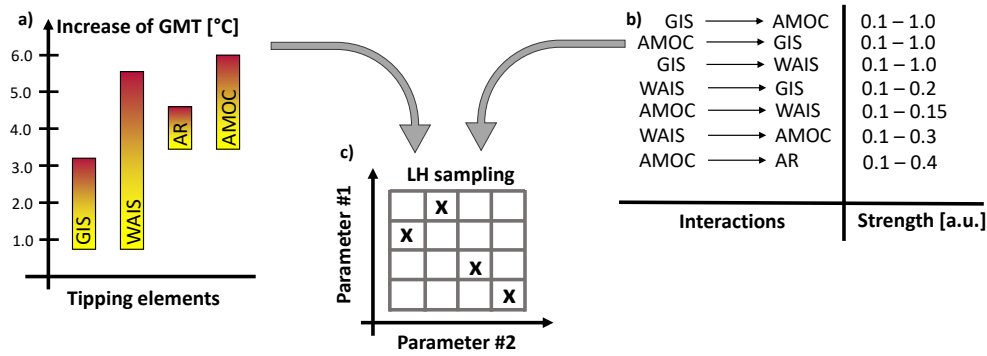 a)
Increase of GMT [°C]
6.0
5.0
4.0
3.0
2.0
1.0
GIS
WAIS
AR
AMOC
Tipping elements
b)
GIS AMOC 0.1 – 1.0
AMOC GIS 0.1 – 1.0
GIS WAIS 0.1 – 1.0
WAIS GIS 0.1 – 0.2
AMOC WAIS 0.1 – 0.15
WAIS AMOC 0.1 – 0.3
AMOC AR 0.1 – 0.4
Interactions Strength [a.u.]
c)
LH sampling
Parameter #1
X
X
X
X
Parameter #2